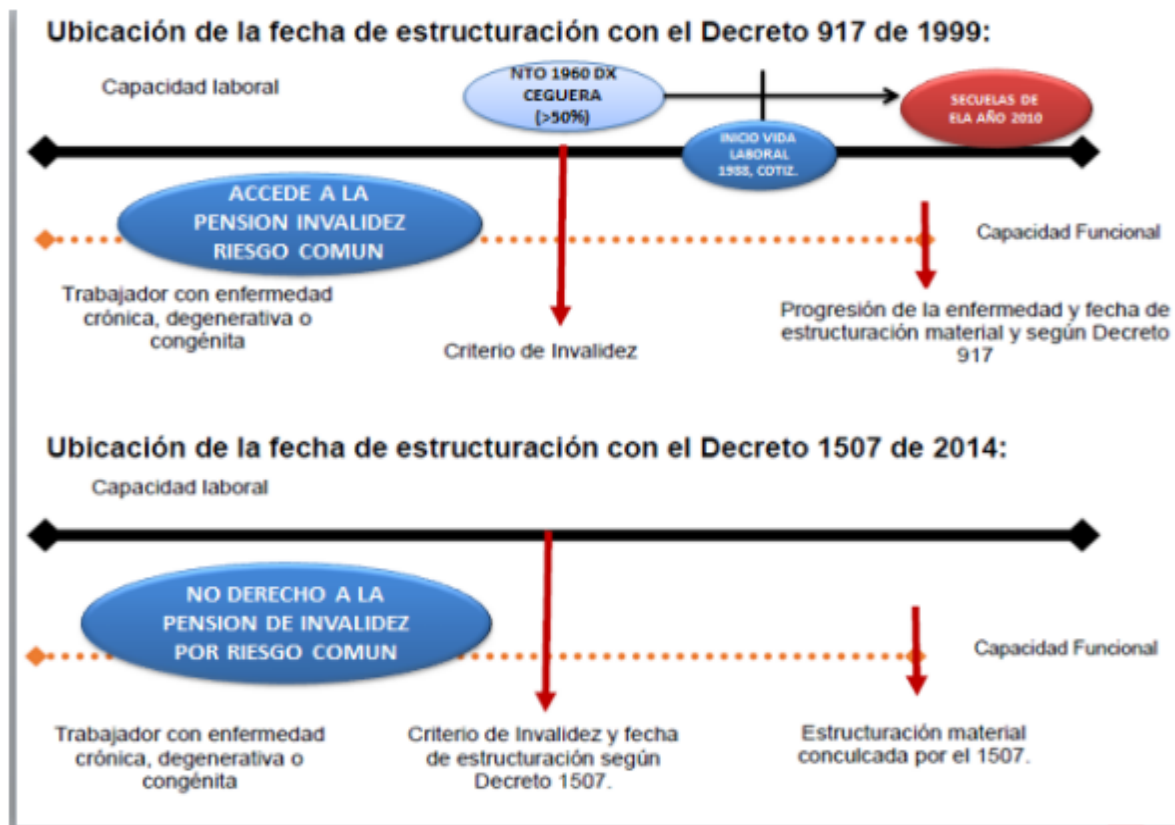 Ubicación de la fecha de estructuración con el Decreto 917 de 1999:
Capacidad laboral
NTO 1960 DX
CEGUERA
(>50%)
SECUELAS DE
ELA AÑO 2010
INICIO VIDA
LABORAL
1988, COTIZ.
ACCEDE A LA
PENSION INVALIDEZ
RIESGO COMUN
Capacidad Funcional
Trabajador con enfermedad
crónica, degenerativa o
congénita
Criterio de Invalidez
Progresión de la enfermedad y fecha de
estructuración material y según Decreto
917
Ubicación de la fecha de estructuración con el Decreto 1507 de 2014:
Capacidad laboral
NO DERECHO A LA
PENSION DE INVALIDEZ
POR RIESGO COMUN
Capacidad Funcional
Trabajador con enfermedad
crónica, degenerativa o
congénita
Criterio de Invalidez y fecha
de estructuración según
Decreto 1507.
Estructuración material
conculcada por el 1507.